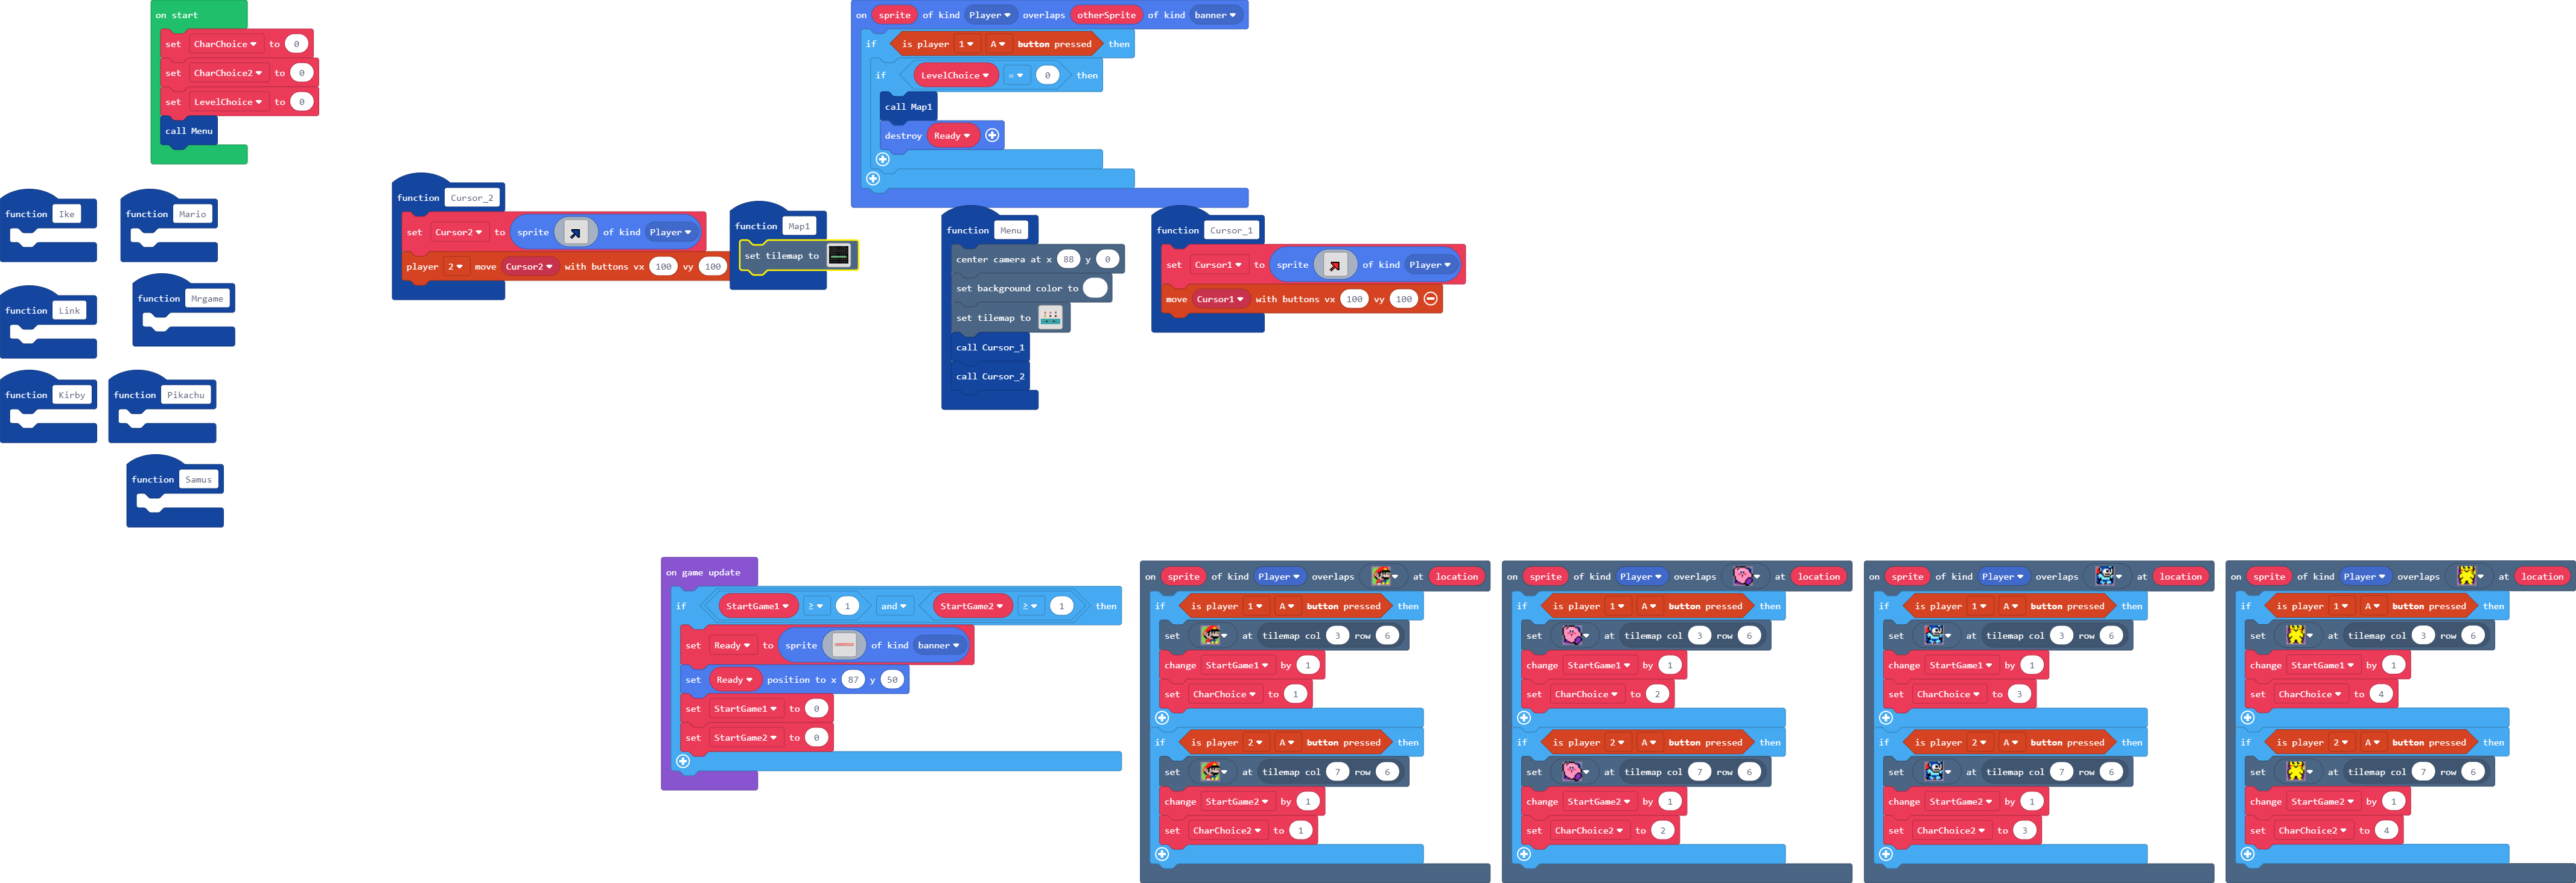 on start
set CharChoice to 0
set CharChoice2 to 0
set LevelChoice to 0
call Menu
on sprite of kind Player overlaps otherSprite of kind banner
if is player 1 A button pressed then
if LevelChoice = 0 then
call Map1
destroy Ready
function Ike
function Mario
function Link
function Mrgame
function Kirby
function Pikachu
function Samus
function Cursor_2
set Cursor2 to sprite of kind Player
player 2 move Cursor2 with buttons vx 100 vy 100
function Map1
set tilemap to
function Menu
center camera at x 88 y 0
set background color to
set tilemap to
call Cursor_1
call Cursor_2
function Cursor_1
set Cursor1 to sprite of kind Player
move Cursor1 with buttons vx 100 vy 100
on game update
if StartGame1 ≥ 1 and StartGame2 ≥ 1 then
set Ready to sprite of kind banner
set Ready position to x 87 y 50
set StartGame1 to 0
set StartGame2 to 0
on sprite of kind Player overlaps at location
if is player 1 A button pressed then
set at tilemap col 3 row 6
change StartGame1 by 1
set CharChoice to 1
if is player 2 A button pressed then
set at tilemap col 7 row 6
change StartGame2 by 1
set CharChoice2 to 1
on sprite of kind Player overlaps at location
if is player 1 A button pressed then
set at tilemap col 3 row 6
change StartGame1 by 1
set CharChoice to 2
if is player 2 A button pressed then
set at tilemap col 7 row 6
change StartGame2 by 1
set CharChoice2 to 2
on sprite of kind Player overlaps at location
if is player 1 A button pressed then
set at tilemap col 3 row 6
change StartGame1 by 1
set CharChoice to 3
if is player 2 A button pressed then
set at tilemap col 7 row 6
change StartGame2 by 1
set CharChoice2 to 3
on sprite of kind Player overlaps at location
if is player 1 A button pressed then
set at tilemap col 3 row 6
change StartGame1 by 1
set CharChoice to 4
if is player 2 A button pressed then
set at tilemap col 7 row 6
change StartGame2 by 1
set CharChoice2 to 4